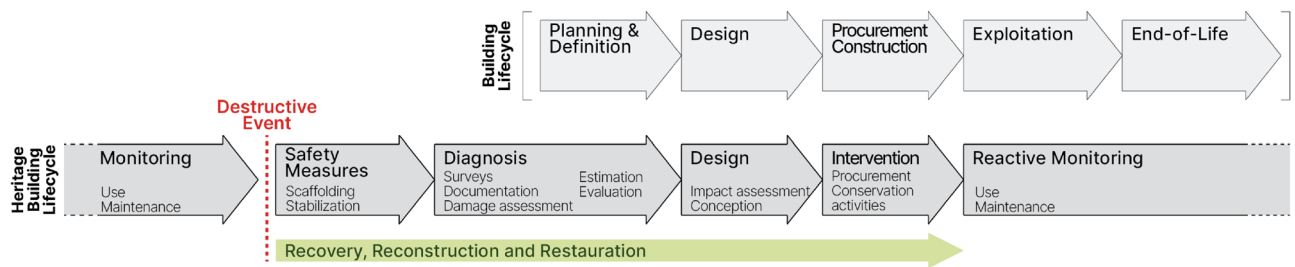 Building
Lifecycle
Planning &
Definition
Design
Procurement
Construction
Exploitation
End-of-Life
Destructive
Event
Heritage
Building
Lifecycle
Monitoring
Use
Maintenance
Safety
Measures
Scaffolding
Stabilization
Diagnosis
Surveys
Documentation
Damage assessment
Estimation
Evaluation
Design
Impact assessment
Conception
Intervention
Procurement
Conservation
activities
Reactive Monitoring
Use
Maintenance
Recovery, Reconstruction and Restauration